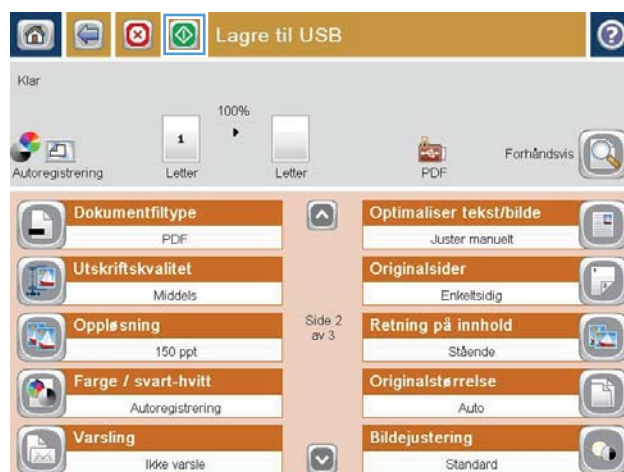 Lagre til USB
Klar
100%
1
Autoregistrering
Letter
Letter
PDF
Forhåndsvis
Dokumentfiltype
PDF
Utskriftskvalitet
Middels
Oppløsning
150 ppt
Farge / svart-hvitt
Autoregistrering
Varsling
Ikke varsle
Side 2
av 3
Optimaliser tekst/bilde
Juster manuelt
Originalsider
Enkeltsidig
Retning på innhold
Stående
Originalstørrelse
Auto
Bildejustering
Standard